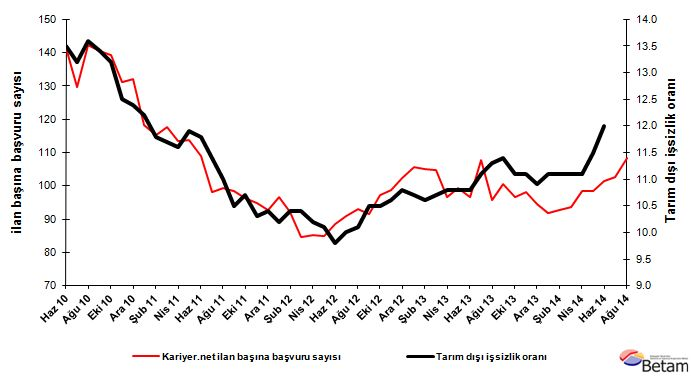 ilan başına başvuru sayısı
150
140
130
120
110
100
90
80
70
14.0
13.5
13.0
12.5
12.0
11.5
11.0
10.5
10.0
9.5
9.0
Tarım dışı işsizlik oranı
Haz 10
Ağu 10
Eki 10
Ara 10
Şub 11
Nis 11
Haz 11
Ağu 11
Eki 11
Ara 11
Şub 12
Nis 12
Haz 12
Ağu 12
Eki 12
Ara 12
Şub 13
Nis 13
Haz 13
Ağu 13
Eki 13
Ara 13
Şub 14
Nis 14
Haz 14
Ağu 14
Kariyer.net ilan başına başvuru sayısı
Tarım dışı işsizlik oranı
Betam